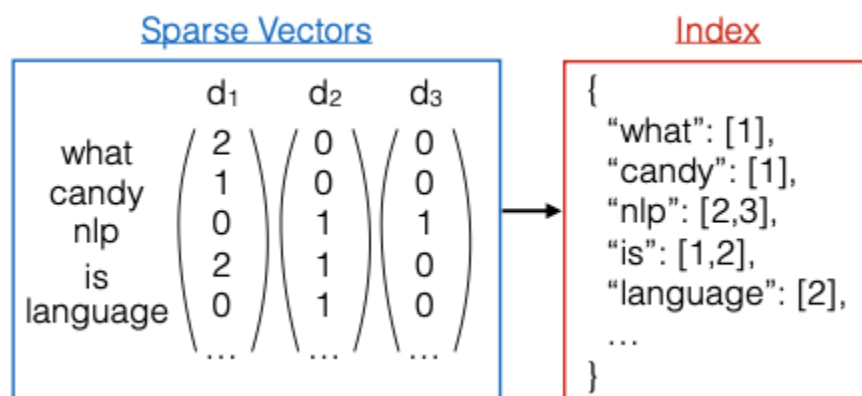 Sparse Vectors
d₁ d₂ d₃
what 2 0 0
candy 1 0 0
nlp 0 1 1
is 2 1 0
language 0 1 0
… … …
Index
{
“what”: [1],
“candy”: [1],
“nlp”: [2,3],
“is”: [1,2],
“language”: [2],
…
}